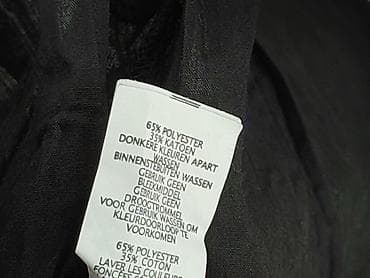 65% POLYESTER
35% KATOEN
DONKERE KLEUREN APART
WASSEN
BINNENSTEBUITEN WASSEN
GEBRUIK GEEN
BLEEKMIDDEL
GEBRUIK GEEN
DROOGTROMMEL
VOOR GEBRUIK WASSEN OM
KLEURDOORLOOP TE
VOORKOMEN
65% POLYESTER
35% COTON
LAVER LES COULEURS
FONCEES